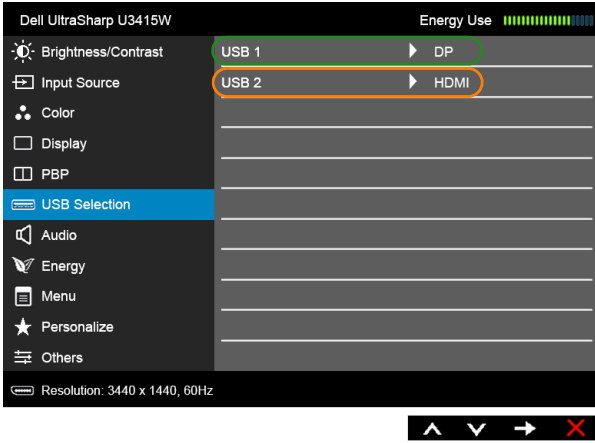 Dell UltraSharp U3415W
Energy Use
Brightness/Contrast
USB 1 DP
Input Source
USB 2 HDMI
Color
Display
PBP
USB Selection
Audio
Energy
Menu
Personalize
Others
Resolution: 3440 x 1440, 60Hz